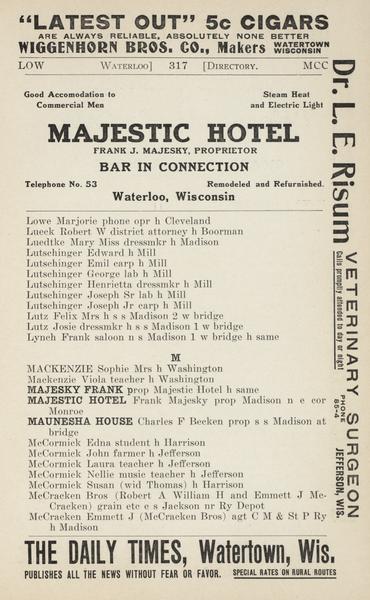 "LATEST OUT" 5c CIGARS
ARE ALWAYS RELIABLE, ABSOLUTELY NONE BETTER
WIGGENHORN BROS. CO., Makers WATERTOWN WISCONSIN
LOW WATERLOO] 317 [DIRECTORY. MCC
Good Accomodation to Commercial Men
Steam Heat and Electric Light
MAJESTIC HOTEL
FRANK J. MAJESKY, PROPRIETOR
BAR IN CONNECTION
Telephone No. 53 Remodeled and Refurnished.
Waterloo, Wisconsin
Lowe Marjorie phone opr h Cleveland
Lueck Robert W district attorney h Boorman
Luedtke Mary Miss dressmkr h Madison
Lutschinger Edward h Mill
Lutschinger Emil carp h Mill
Lutschinger George lab h Mill
Lutschinger Henrietta dressmkr h Mill
Lutschinger Joseph Sr lab h Mill
Lutschinger Joseph Jr carp h Mill
Lutz Felix Mrs h s s Madison 2 w bridge
Lutz Josie dressmkr h s s Madison 1 w bridge
Lynch Frank saloon n s Madison 1 w bridge h same
M
MACKENZIE Sophie Mrs h Washington
Mackenzie Viola teacher h Washington
MAJESKY FRANK prop Majestic Hotel h same
MAJESTIC HOTEL Frank Majesky prop Madison n e cor
Monroe
MAUNESHA HOUSE Charles F Becken prop s s Madison at
bridge
McCormick Edna student h Harrison
McCormick John farmer h Jefferson
McCormick Laura teacher h Jefferson
McCormick Nellie music teacher h Jefferson
McCormick Susan (wid Thomas) h Harrison
McCracken Bros (Robert A William H and Emmett J Mc-
Cracken) grain etc e s Jackson nr Ry Depot
McCracken Emmett J (McCracken Bros) agt C M & St P Ry
h Madison
THE DAILY TIMES, Watertown, Wis.
PUBLISHES ALL THE NEWS WITHOUT FEAR OR FAVOR. SPECIAL RATES ON RURAL ROUTES
Dr. L. E. Risum VETERINARY SURGEON
Calls promptly attended to day or night
PHONE 85-4
JEFFERSON, WIS.